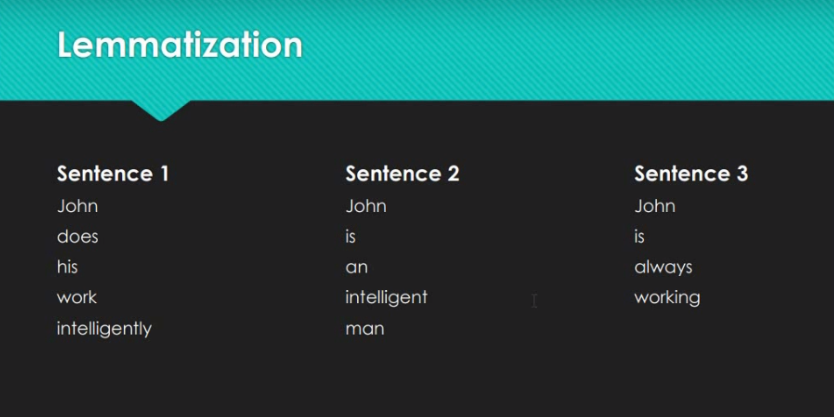 Lemmatization
Sentence 1
John
does
his
work
intelligently
Sentence 2
John
is
an
intelligent
man
Sentence 3
John
is
always
working